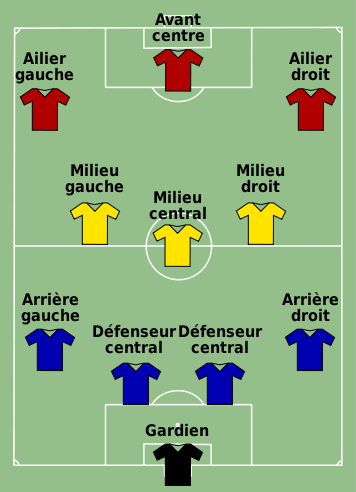 Avant
centre
Ailier
gauche
Ailier
droit
Milieu
gauche
Milieu
central
Milieu
droit
Arrière
gauche
Défenseur
central
Défenseur
central
Arrière
droit
Gardien